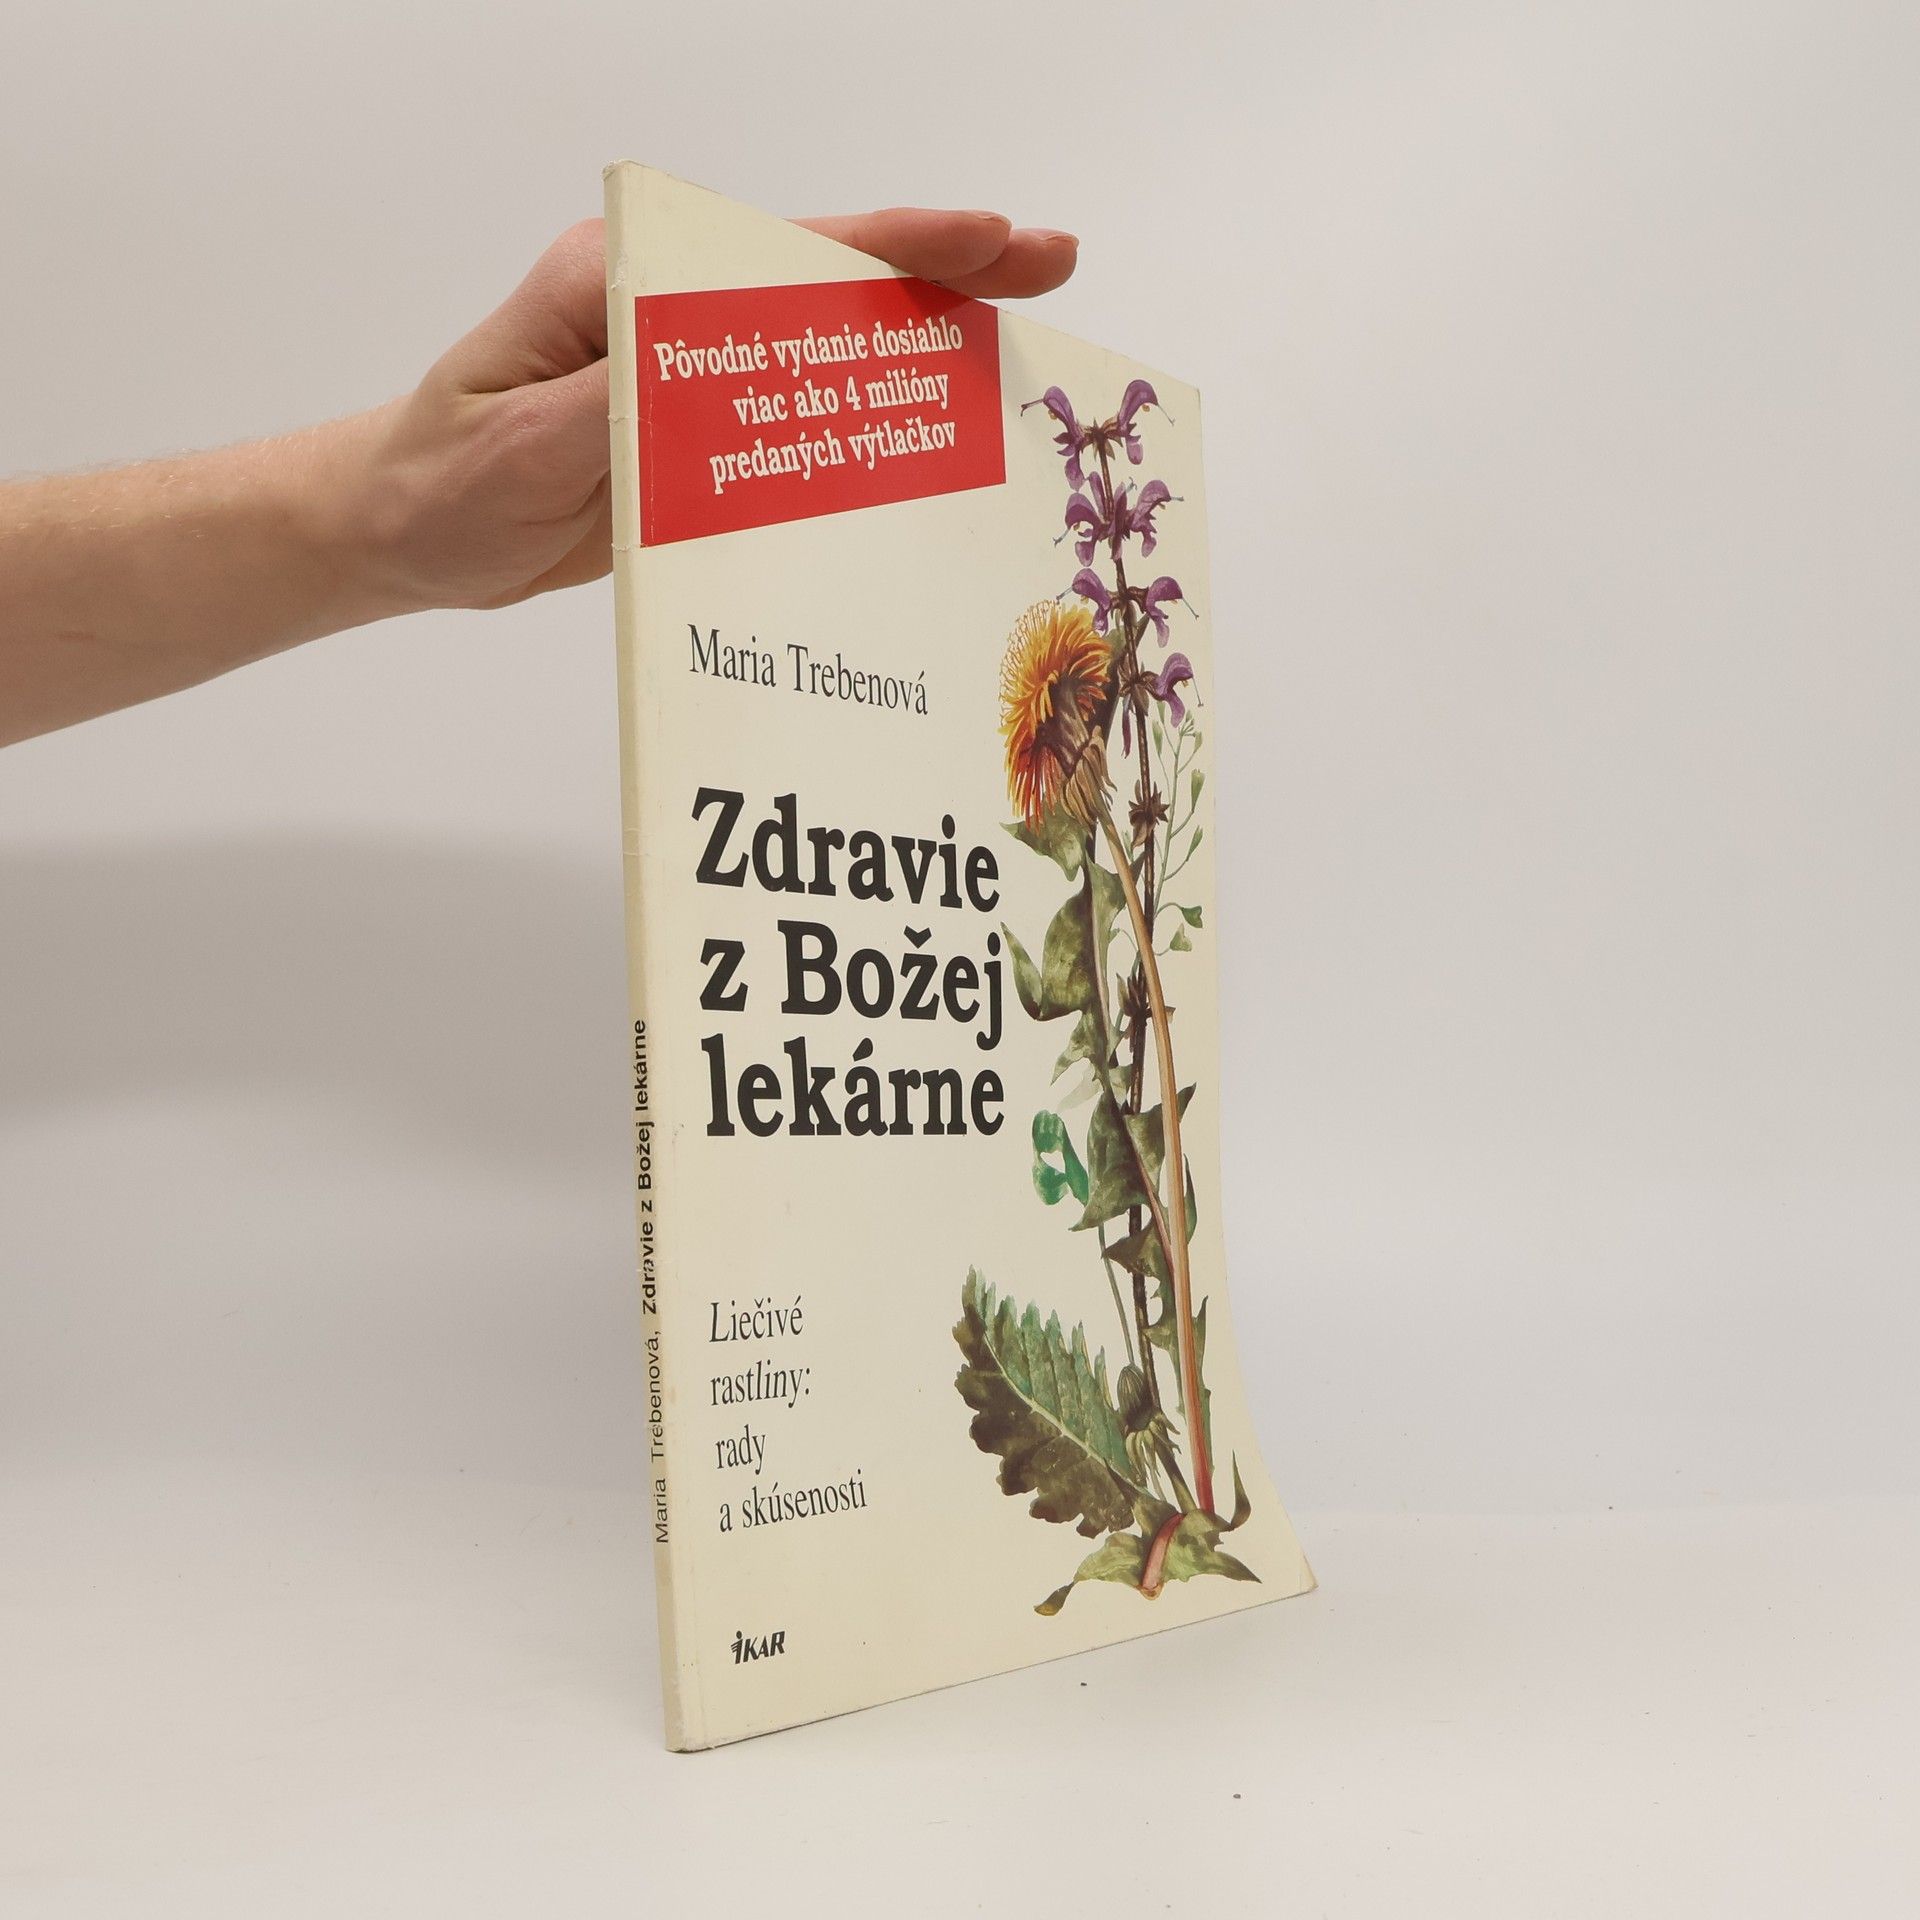 Pôvodné vydanie dosiahlo
viac ako 4 milióny
predaných výtlačkov
Maria Trebenová
Zdravie
z Božej
lekárne
Liečivé
rastliny:
rady
a skúsenosti
IKAR
Maria Trebenová, Zdravie z Božej lekárne